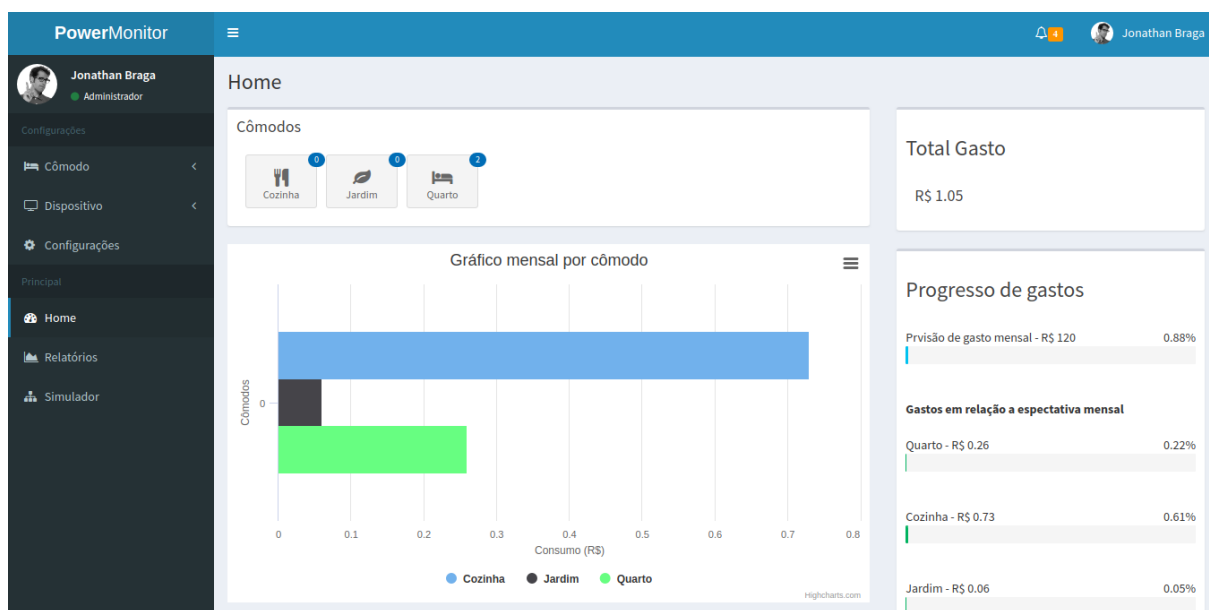 PowerMonitor
4
Jonathan Braga
Jonathan Braga
Administrador
Configurações
Cômodo
Dispositivo
Configurações
Principal
Home
Relatórios
Simulador
Home
Cômodos
0
Cozinha
0
Jardim
2
Quarto
Gráfico mensal por cômodo
Cômodos
0
0 0.1 0.2 0.3 0.4 0.5 0.6 0.7 0.8
Consumo (R$)
Cozinha Jardim Quarto
Highcharts.com
Total Gasto
R$ 1.05
Progresso de gastos
Prvisão de gasto mensal - R$ 120 0.88%
Gastos em relação a espectativa mensal
Quarto - R$ 0.26 0.22%
Cozinha - R$ 0.73 0.61%
Jardim - R$ 0.06 0.05%